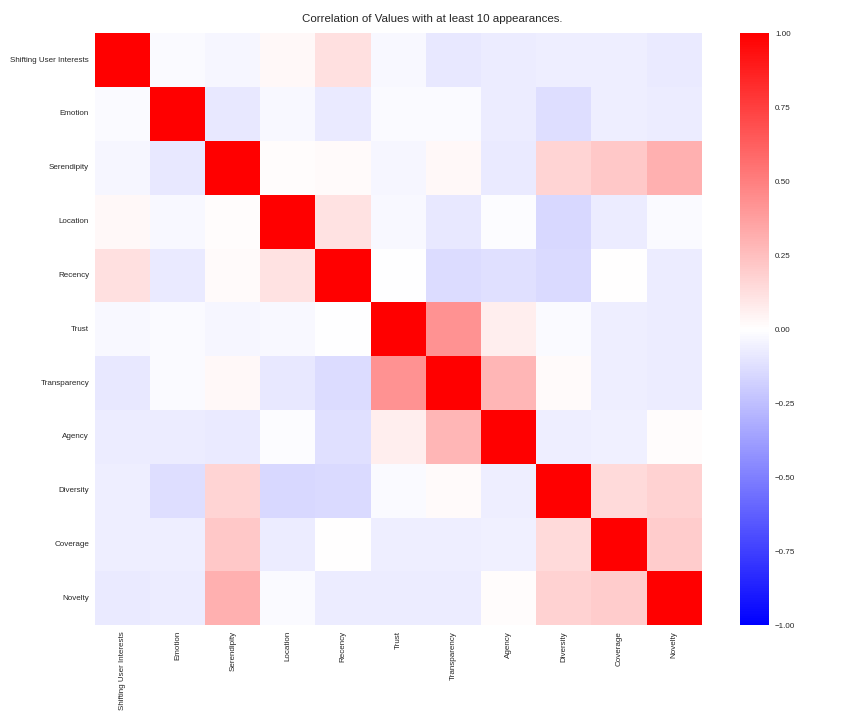 Correlation of Values with at least 10 appearances.
Shifting User Interests
Emotion
Serendipity
Location
Recency
Trust
Transparency
Agency
Diversity
Coverage
Novelty
Shifting User Interests
Emotion
Serendipity
Location
Recency
Trust
Transparency
Agency
Diversity
Coverage
Novelty
1.00
0.75
0.50
0.25
0.00
−0.25
−0.50
−0.75
−1.00